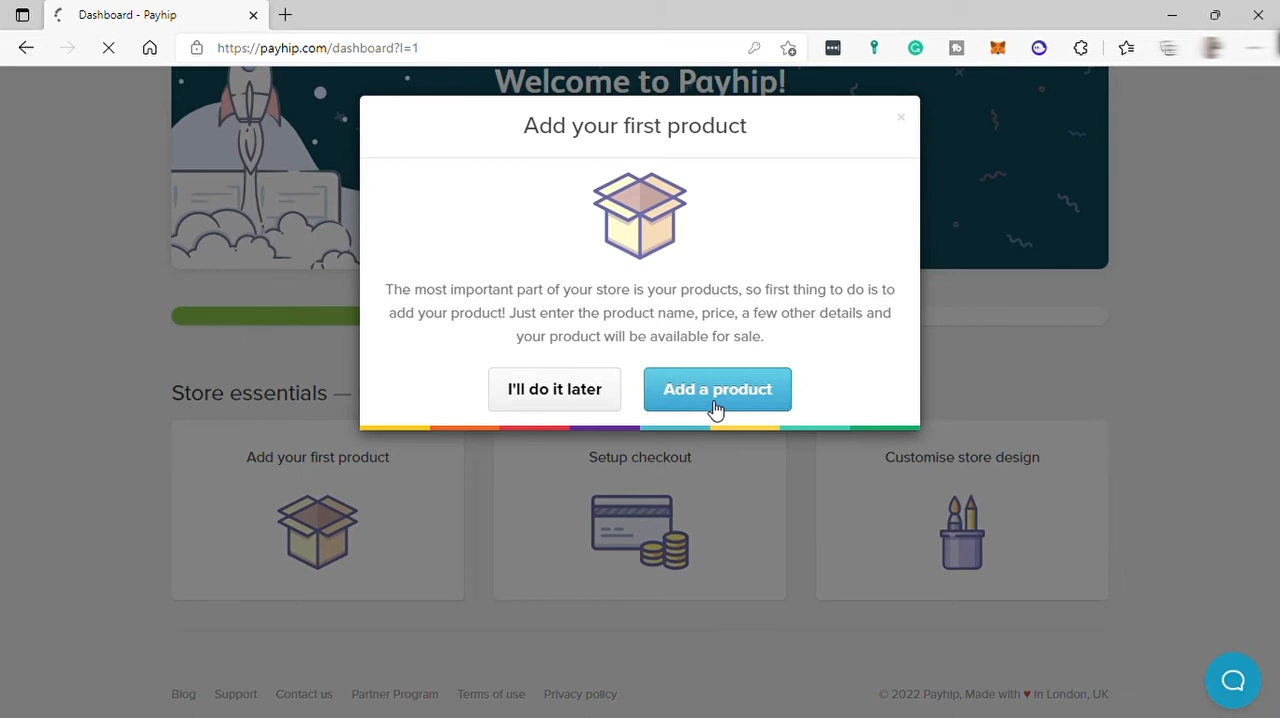 Dashboard - Payhip
https://payhip.com/dashboard?l=1
Welcome to Payhip!
Add your first product
The most important part of your store is your products, so first thing to do is to
add your product! Just enter the product name, price, a few other details and
your product will be available for sale.
I'll do it later
Add a product
Store essentials —
Add your first product
Setup checkout
Customise store design
Blog Support Contact us Partner Program Terms of use Privacy policy
© 2022 Payhip, Made with ♥ in London, UK